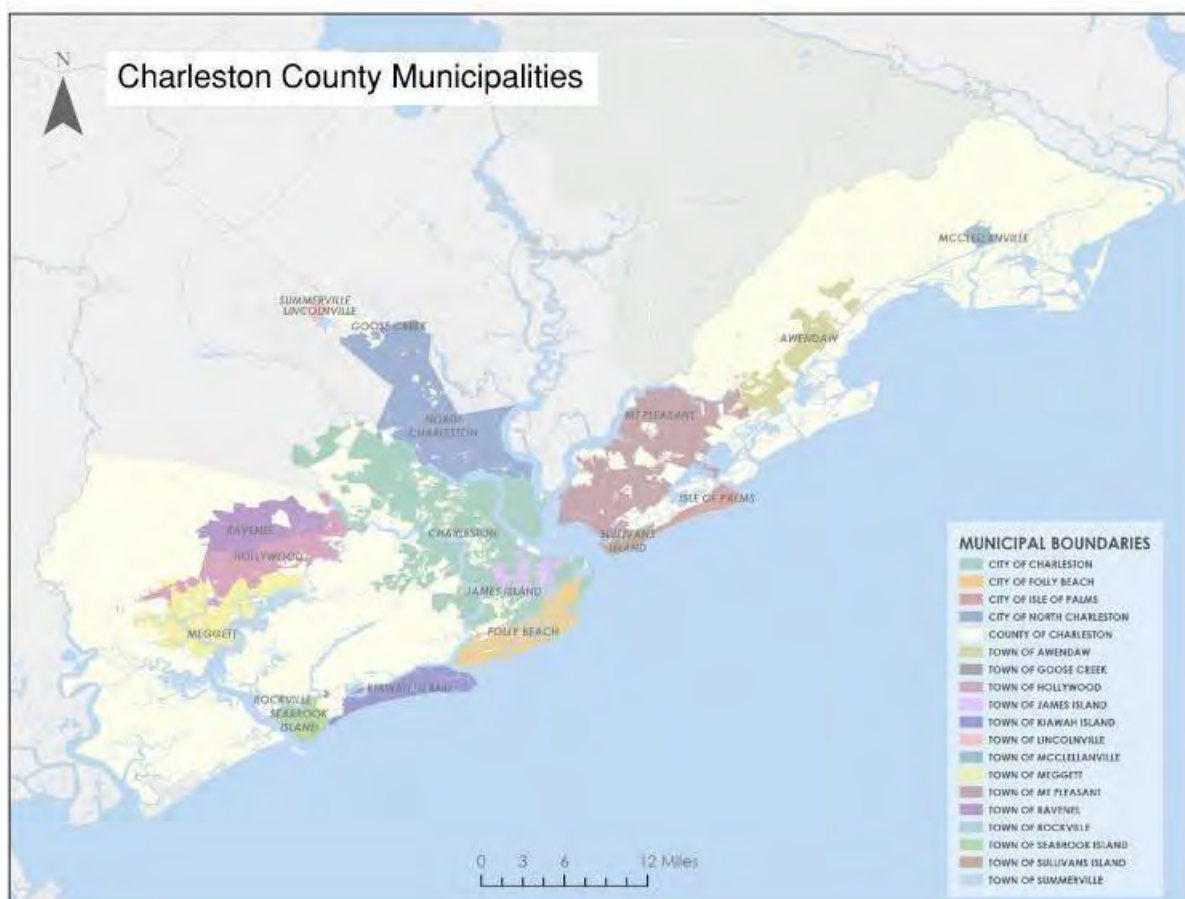 N
Charleston County Municipalities
MCCLELLANVILLE
SUMMERVILLE
LINCOLNVILLE
GOOSE CREEK
AWENDAW
MT PLEASANT
NORTH
CHARLESTON
ISLE OF PALMS
RAVENEL
CHARLESTON
SULLIVANS
ISLAND
HOLLYWOOD
JAMES ISLAND
MEGGETT
FOLLY BEACH
KIAWAH ISLAND
ROCKVILLE
SEABROOK
ISLAND
MUNICIPAL BOUNDARIES
CITY OF CHARLESTON
CITY OF FOLLY BEACH
CITY OF ISLE OF PALMS
CITY OF NORTH CHARLESTON
COUNTY OF CHARLESTON
TOWN OF AWENDAW
TOWN OF GOOSE CREEK
TOWN OF HOLLYWOOD
TOWN OF JAMES ISLAND
TOWN OF KIAWAH ISLAND
TOWN OF LINCOLNVILLE
TOWN OF MCCLELLANVILLE
TOWN OF MEGGETT
TOWN OF MT PLEASANT
TOWN OF RAVENEL
TOWN OF ROCKVILLE
TOWN OF SEABROOK ISLAND
TOWN OF SULLIVANS ISLAND
TOWN OF SUMMERVILLE
0 3 6 12 Miles